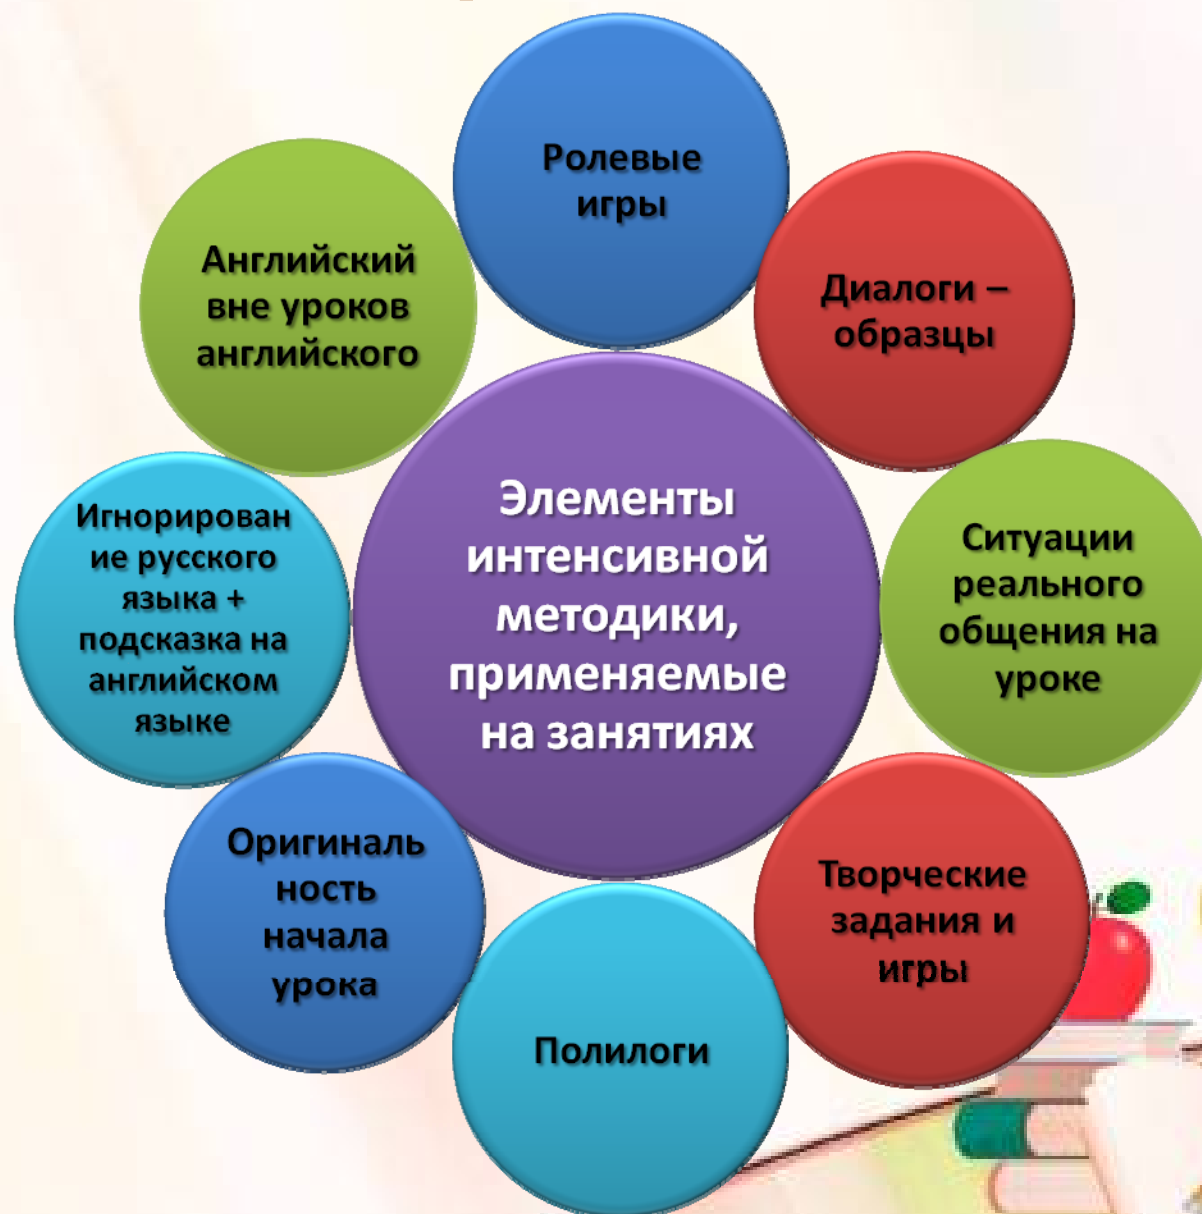 Ролевые
игры
Диалоги –
образцы
Ситуации
реального
общения на
уроке
Творческие
задания и
игры
Полилоги
Оригиналь
ность
начала
урока
Игнорирован
ие русского
языка +
подсказка на
английском
языке
Английский
вне уроков
английского
Элементы
интенсивной
методики,
применяемые
на занятиях